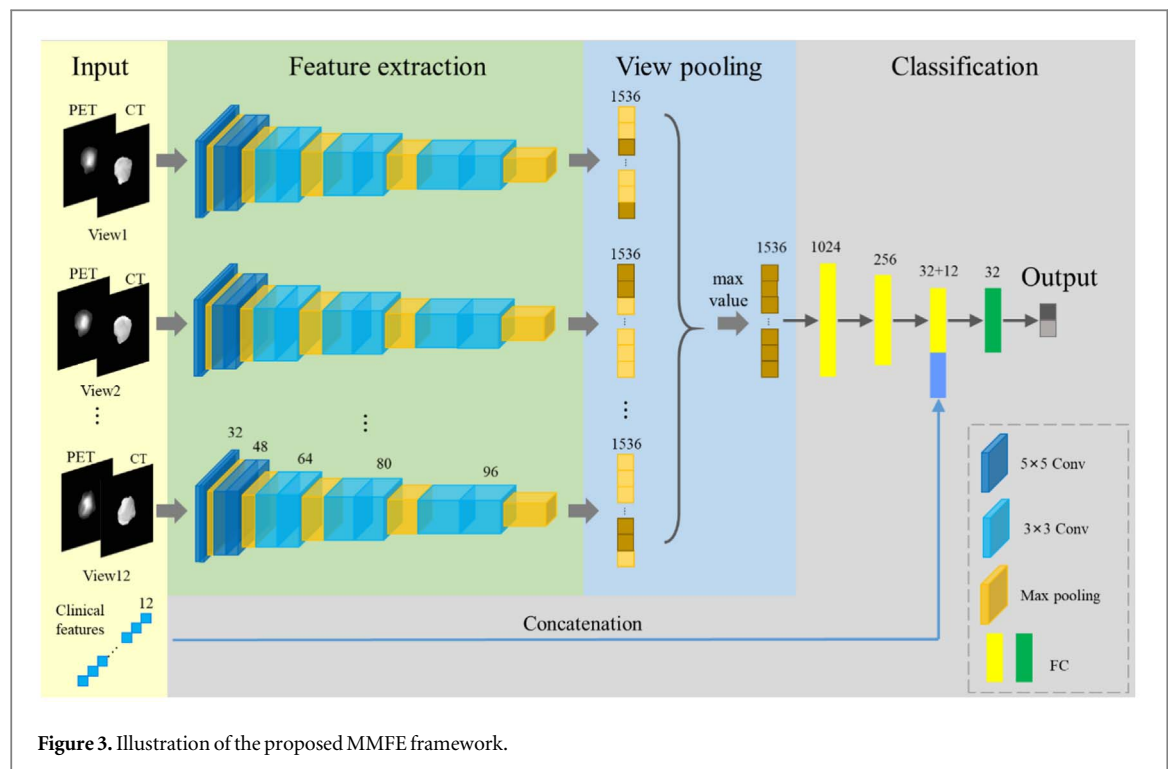 Input
Feature extraction
View pooling
Classification
PET
CT
View1
1536
PET
CT
View2
⋮
1536
max
value
1536
1024
256
32+12
32
Output
⋮
⋮
PET
CT
View12
32
48
64
80
96
1536
Clinical
features
12
Concatenation
5×5 Conv
3×3 Conv
Max pooling
FC
Figure 3. Illustration of the proposed MMFE framework.